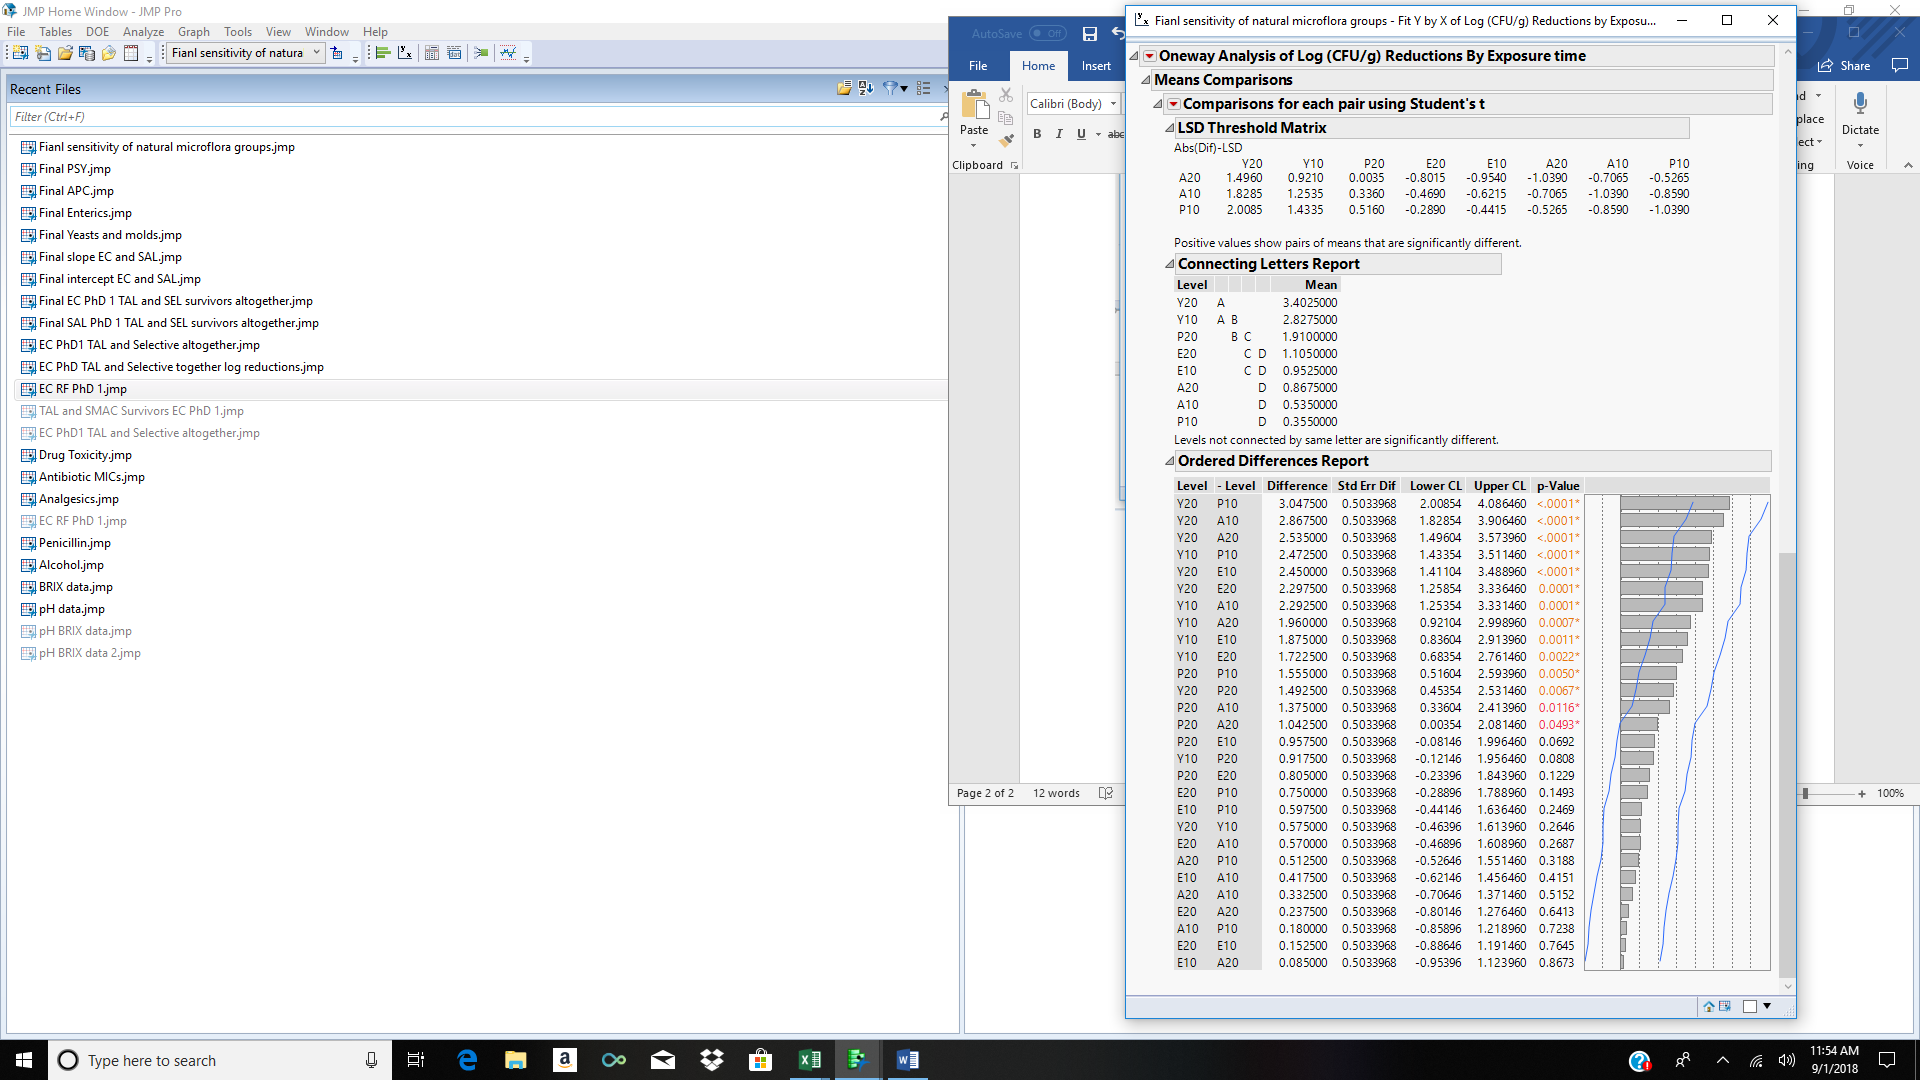 JMP Home Window - JMP Pro
File Tables DOE Analyze Graph Tools View Window Help
Fianl sensitivity of natura
Recent Files
Filter (Ctrl+F)
Fianl sensitivity of natural microflora groups.jmp
Final PSY.jmp
Final APC.jmp
Final Enterics.jmp
Final Yeasts and molds.jmp
Final slope EC and SAL.jmp
Final intercept EC and SAL.jmp
Final EC PhD 1 TAL and SEL survivors altogether.jmp
Final SAL PhD 1 TAL and SEL survivors altogether.jmp
EC PhD1 TAL and Selective altogether.jmp
EC PhD TAL and Selective together log reductions.jmp
EC RF PhD 1.jmp
TAL and SMAC Survivors EC PhD 1.jmp
EC PhD1 TAL and Selective altogether.jmp
Drug Toxicity.jmp
Antibiotic MICs.jmp
Analgesics.jmp
EC RF PhD 1.jmp
Penicillin.jmp
Alcohol.jmp
BRIX data.jmp
pH data.jmp
pH BRIX data.jmp
pH BRIX data 2.jmp
AutoSave Off
File Home Insert
Calibri (Body)
Paste
B I U abc
Clipboard
Page 2 of 2 12 words
Share
nd
place
ect
ing
Dictate
Voice
100%
Fianl sensitivity of natural microflora groups - Fit Y by X of Log (CFU/g) Reductions by Exposu...
Oneway Analysis of Log (CFU/g) Reductions By Exposure time
Means Comparisons
Comparisons for each pair using Student's t
LSD Threshold Matrix
Abs(Dif)-LSD
Y20 Y10 P20 E20 E10 A20 A10 P10
A20 1.4960 0.9210 0.0035 -0.8015 -0.9540 -1.0390 -0.7065 -0.5265
A10 1.8285 1.2535 0.3360 -0.4690 -0.6215 -0.7065 -1.0390 -0.8590
P10 2.0085 1.4335 0.5160 -0.2890 -0.4415 -0.5265 -0.8590 -1.0390
Positive values show pairs of means that are significantly different.
Connecting Letters Report
Level Mean
Y20 A 3.4025000
Y10 A B 2.8275000
P20 B C 1.9100000
E20 C D 1.1050000
E10 C D 0.9525000
A20 D 0.8675000
A10 D 0.5350000
P10 D 0.3550000
Levels not connected by same letter are significantly different.
Ordered Differences Report
Level - Level Difference Std Err Dif Lower CL Upper CL p-Value
Y20 P10 3.047500 0.5033968 2.00854 4.086460 <.0001*
Y20 A10 2.867500 0.5033968 1.82854 3.906460 <.0001*
Y20 A20 2.535000 0.5033968 1.49604 3.573960 <.0001*
Y10 P10 2.472500 0.5033968 1.43354 3.511460 <.0001*
Y20 E10 2.450000 0.5033968 1.41104 3.488960 <.0001*
Y20 E20 2.297500 0.5033968 1.25854 3.336460 0.0001*
Y10 A10 2.292500 0.5033968 1.25354 3.331460 0.0001*
Y10 A20 1.960000 0.5033968 0.92104 2.998960 0.0007*
Y10 E10 1.875000 0.5033968 0.83604 2.913960 0.0011*
Y10 E20 1.722500 0.5033968 0.68354 2.761460 0.0022*
P20 P10 1.555000 0.5033968 0.51604 2.593960 0.0050*
Y20 P20 1.492500 0.5033968 0.45354 2.531460 0.0067*
P20 A10 1.375000 0.5033968 0.33604 2.413960 0.0116*
P20 A20 1.042500 0.5033968 0.00354 2.081460 0.0493*
P20 E10 0.957500 0.5033968 -0.08146 1.996460 0.0692
Y10 P20 0.917500 0.5033968 -0.12146 1.956460 0.0808
P20 E20 0.805000 0.5033968 -0.23396 1.843960 0.1229
E20 P10 0.750000 0.5033968 -0.28896 1.788960 0.1493
E10 P10 0.597500 0.5033968 -0.44146 1.636460 0.2469
Y20 Y10 0.575000 0.5033968 -0.46396 1.613960 0.2646
E20 A10 0.570000 0.5033968 -0.46896 1.608960 0.2687
A20 P10 0.512500 0.5033968 -0.52646 1.551460 0.3188
E10 A10 0.417500 0.5033968 -0.62146 1.456460 0.4151
A20 A10 0.332500 0.5033968 -0.70646 1.371460 0.5152
E20 A20 0.237500 0.5033968 -0.80146 1.276460 0.6413
A10 P10 0.180000 0.5033968 -0.85896 1.218960 0.7238
E20 E10 0.152500 0.5033968 -0.88646 1.191460 0.7645
E10 A20 0.085000 0.5033968 -0.95396 1.123960 0.8673
Type here to search
11:54 AM
9/1/2018